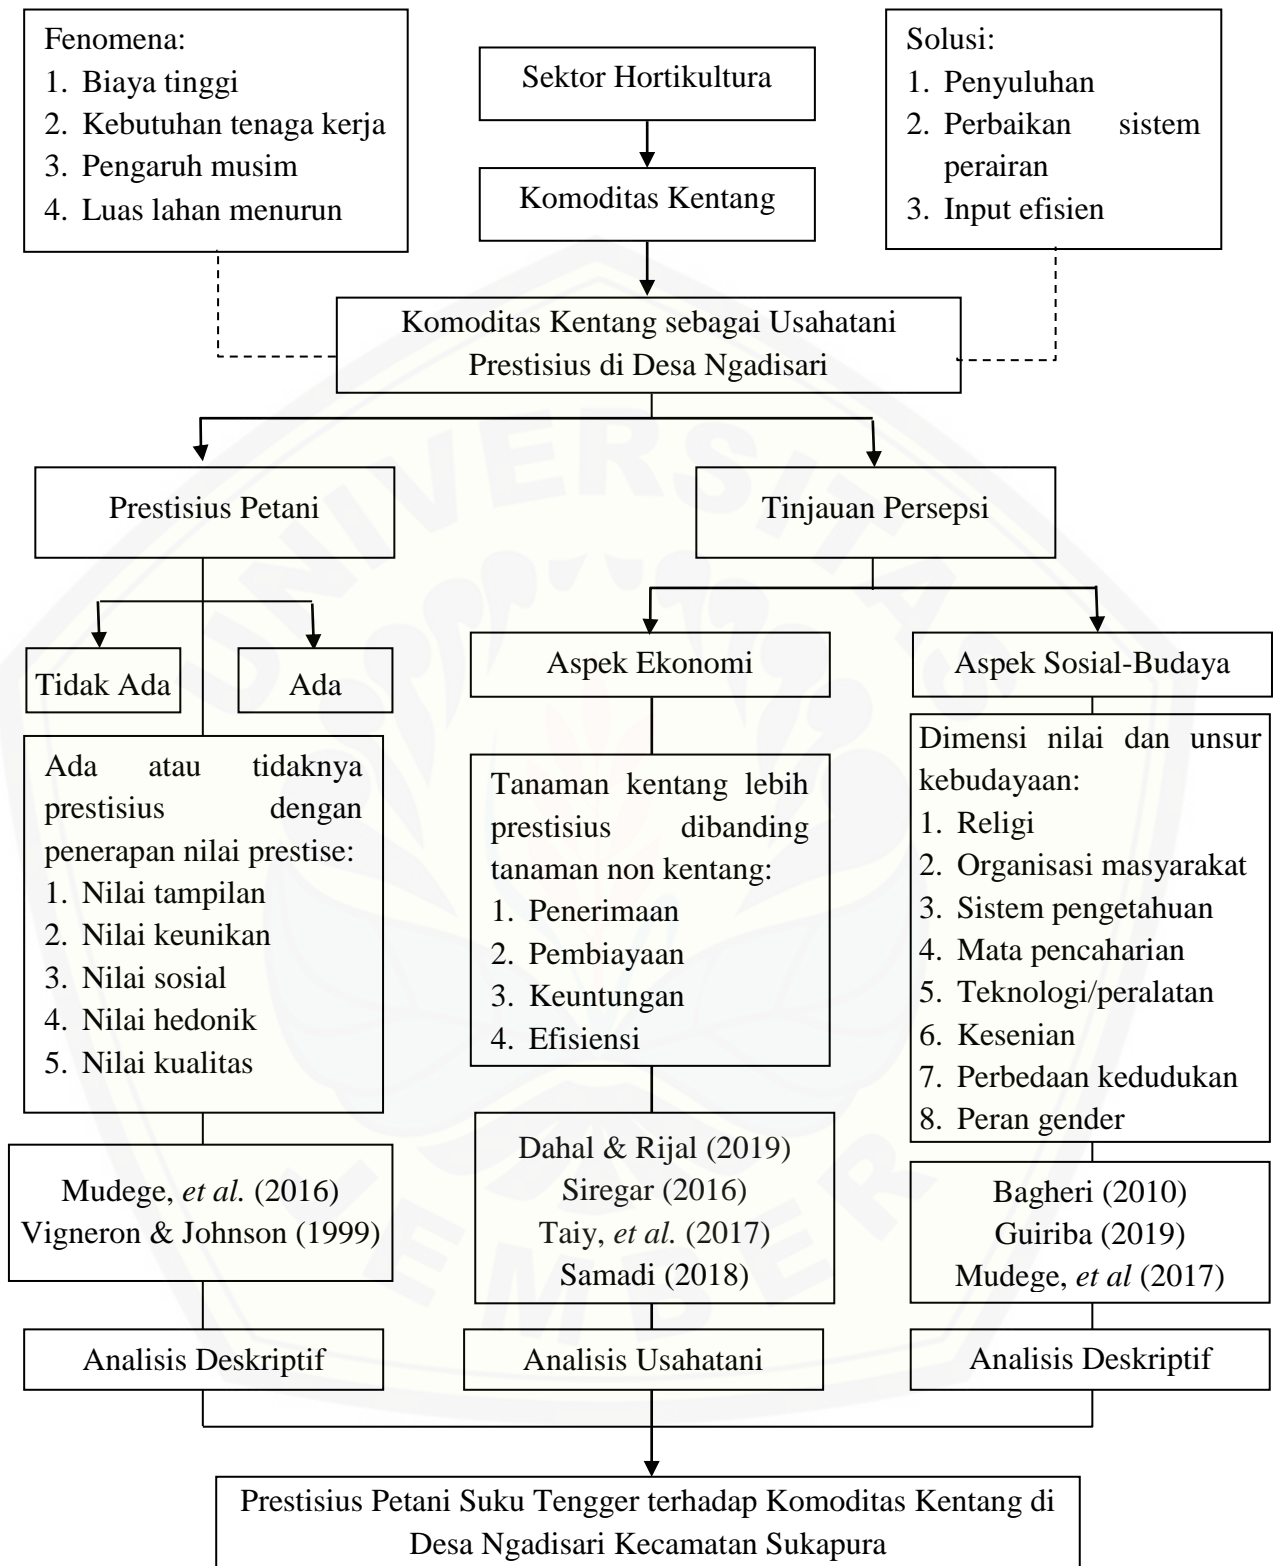 Fenomena:
1. Biaya tinggi
2. Kebutuhan tenaga kerja
3. Pengaruh musim
4. Luas lahan menurun
Sektor Hortikultura
Komoditas Kentang
Solusi:
1. Penyuluhan
2. Perbaikan sistem
perairan
3. Input efisien
Komoditas Kentang sebagai Usahatani
Prestisius di Desa Ngadisari
Prestisius Petani
Tinjauan Persepsi
Tidak Ada
Ada
Aspek Ekonomi
Aspek Sosial-Budaya
Ada atau tidaknya
prestisius dengan
penerapan nilai prestise:
1. Nilai tampilan
2. Nilai keunikan
3. Nilai sosial
4. Nilai hedonik
5. Nilai kualitas
Tanaman kentang lebih
prestisius dibanding
tanaman non kentang:
1. Penerimaan
2. Pembiayaan
3. Keuntungan
4. Efisiensi
Dimensi nilai dan unsur
kebudayaan:
1. Religi
2. Organisasi masyarakat
3. Sistem pengetahuan
4. Mata pencaharian
5. Teknologi/peralatan
6. Kesenian
7. Perbedaan kedudukan
8. Peran gender
Mudege, et al. (2016)
Vigneron & Johnson (1999)
Dahal & Rijal (2019)
Siregar (2016)
Taiy, et al. (2017)
Samadi (2018)
Bagheri (2010)
Guiriba (2019)
Mudege, et al (2017)
Analisis Deskriptif
Analisis Usahatani
Analisis Deskriptif
Prestisius Petani Suku Tengger terhadap Komoditas Kentang di
Desa Ngadisari Kecamatan Sukapura
UNIVERSITAS
JEMBER